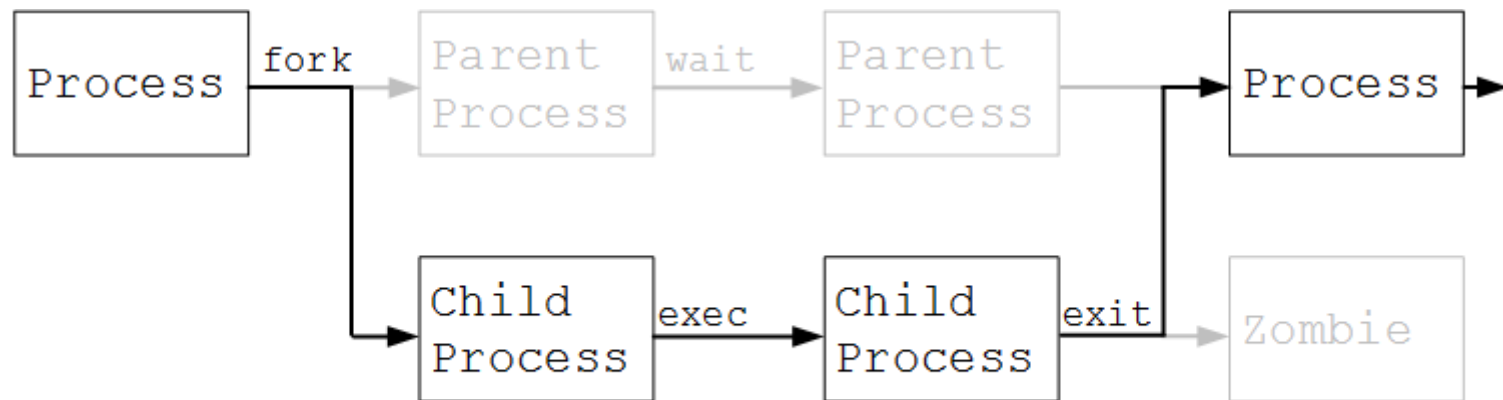 Process
fork
Parent
Process
wait
Parent
Process
Process
Child
Process
exec
Child
Process
exit
Zombie